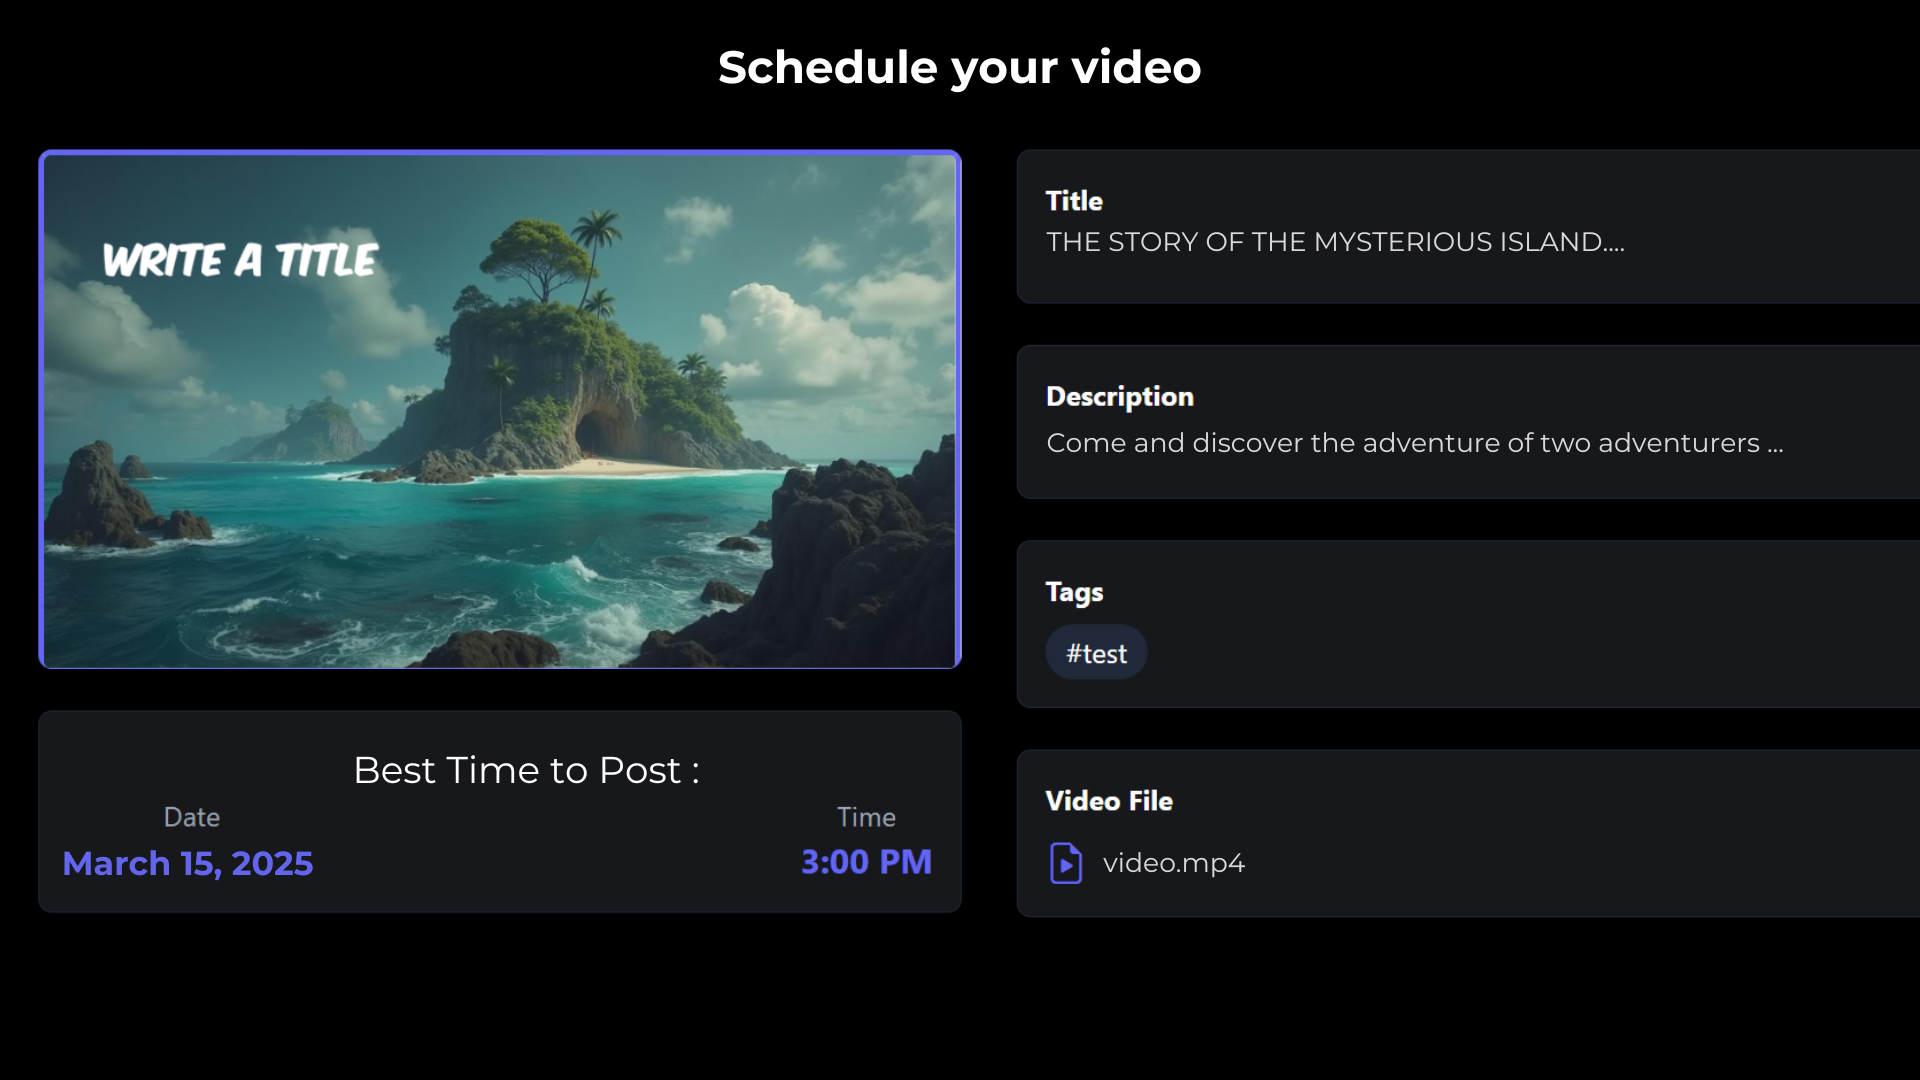 Schedule your video
WRITE A TITLE
Best Time to Post :
Date
March 15, 2025
Time
3:00 PM
Title
THE STORY OF THE MYSTERIOUS ISLAND....
Description
Come and discover the adventure of two adventurers ...
Tags
#test
Video File
video.mp4